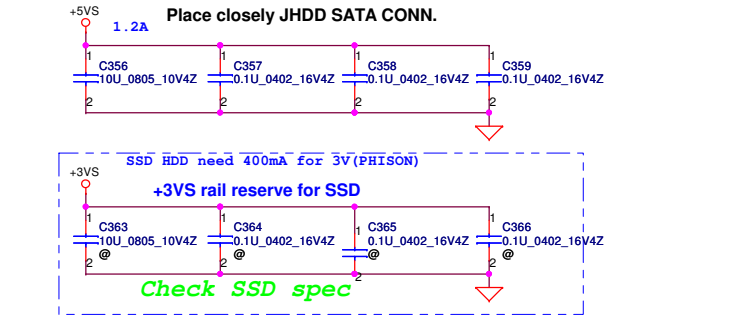 +5VS
1.2A
Place closely JHDD SATA CONN.
1
C356
10U_0805_10V4Z
2
1
C357
0.1U_0402_16V4Z
2
1
C358
0.1U_0402_16V4Z
2
1
C359
0.1U_0402_16V4Z
2
SSD HDD need 400mA for 3V(PHISON)
+3VS
+3VS rail reserve for SSD
1
C363
10U_0805_10V4Z
@
2
1
C364
0.1U_0402_16V4Z
@
2
1
C365
0.1U_0402_16V4Z
@
2
1
C366
0.1U_0402_16V4Z
@
2
Check SSD spec